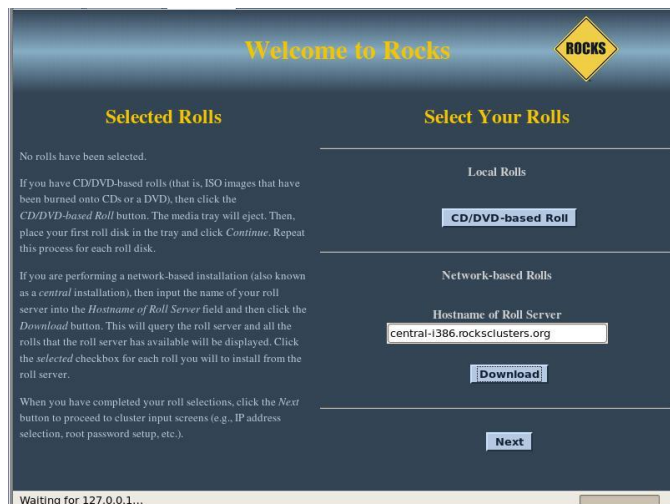 Welcome to Rocks
ROCKS
Selected Rolls
No rolls have been selected.
If you have CD/DVD-based rolls (that is, ISO images that have
been burned onto CDs or a DVD), then click the
CD/DVD-based Roll button. The media tray will eject. Then,
place your first roll disk in the tray and click Continue. Repeat
this process for each roll disk.
If you are performing a network-based installation (also known
as a central installation), then input the name of your roll
server into the Hostname of Roll Server field and then click the
Download button. This will query the roll server and all the
rolls that the roll server has available will be displayed. Click
the selected checkbox for each roll you will to install from the
roll server.
When you have completed your roll selections, click the Next
button to proceed to cluster input screens (e.g., IP address
selection, root password setup, etc.).
Select Your Rolls
Local Rolls
CD/DVD-based Roll
Network-based Rolls
Hostname of Roll Server
central-i386.rocksclusters.org
Download
Next
Waiting for 127.0.0.1...